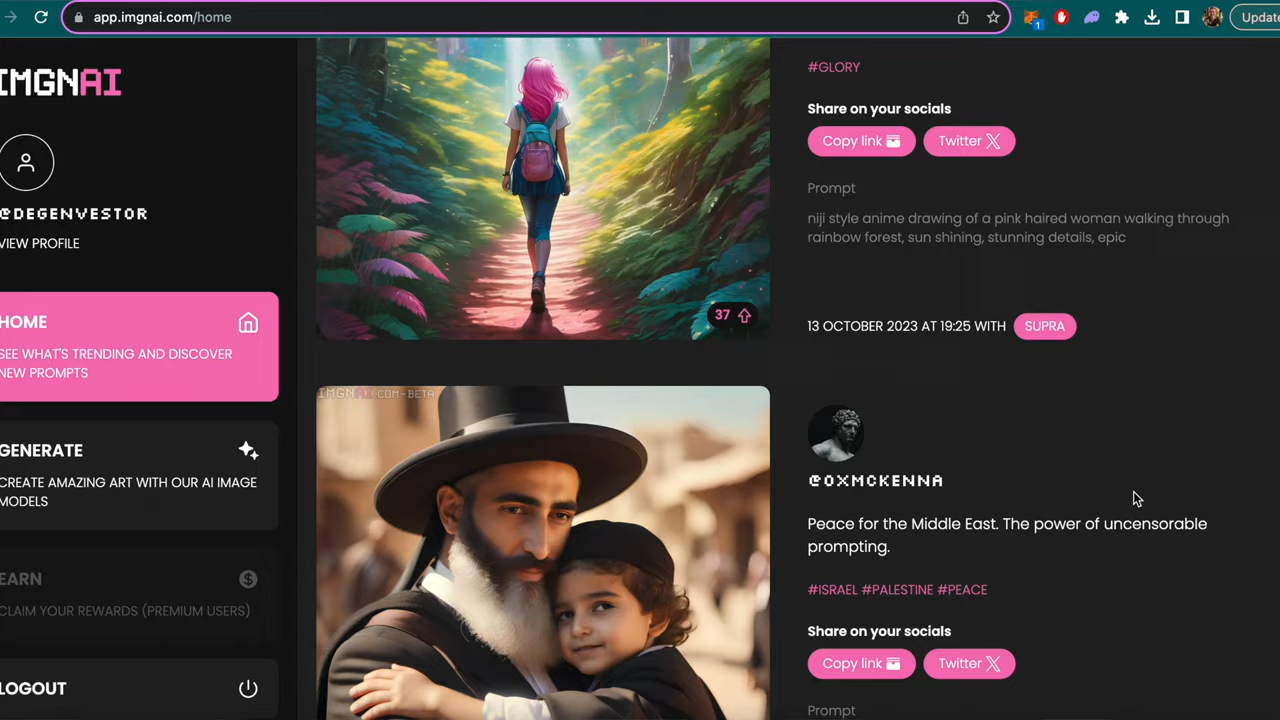 app.imgnai.com/home
1
Update
IMGNAI
@DEGENVESTOR
VIEW PROFILE
HOME
SEE WHAT'S TRENDING AND DISCOVER
NEW PROMPTS
GENERATE
CREATE AMAZING ART WITH OUR AI IMAGE
MODELS
EARN
CLAIM YOUR REWARDS (PREMIUM USERS)
LOGOUT
37
#GLORY
Share on your socials
Copy link
Twitter
Prompt
niji style anime drawing of a pink haired woman walking through
rainbow forest, sun shining, stunning details, epic
13 OCTOBER 2023 AT 19:25 WITH SUPRA
IMGNAI.COM-BETA
@0XMCKENNA
Peace for the Middle East. The power of uncensorable
prompting.
#ISRAEL #PALESTINE #PEACE
Share on your socials
Copy link
Twitter
Prompt